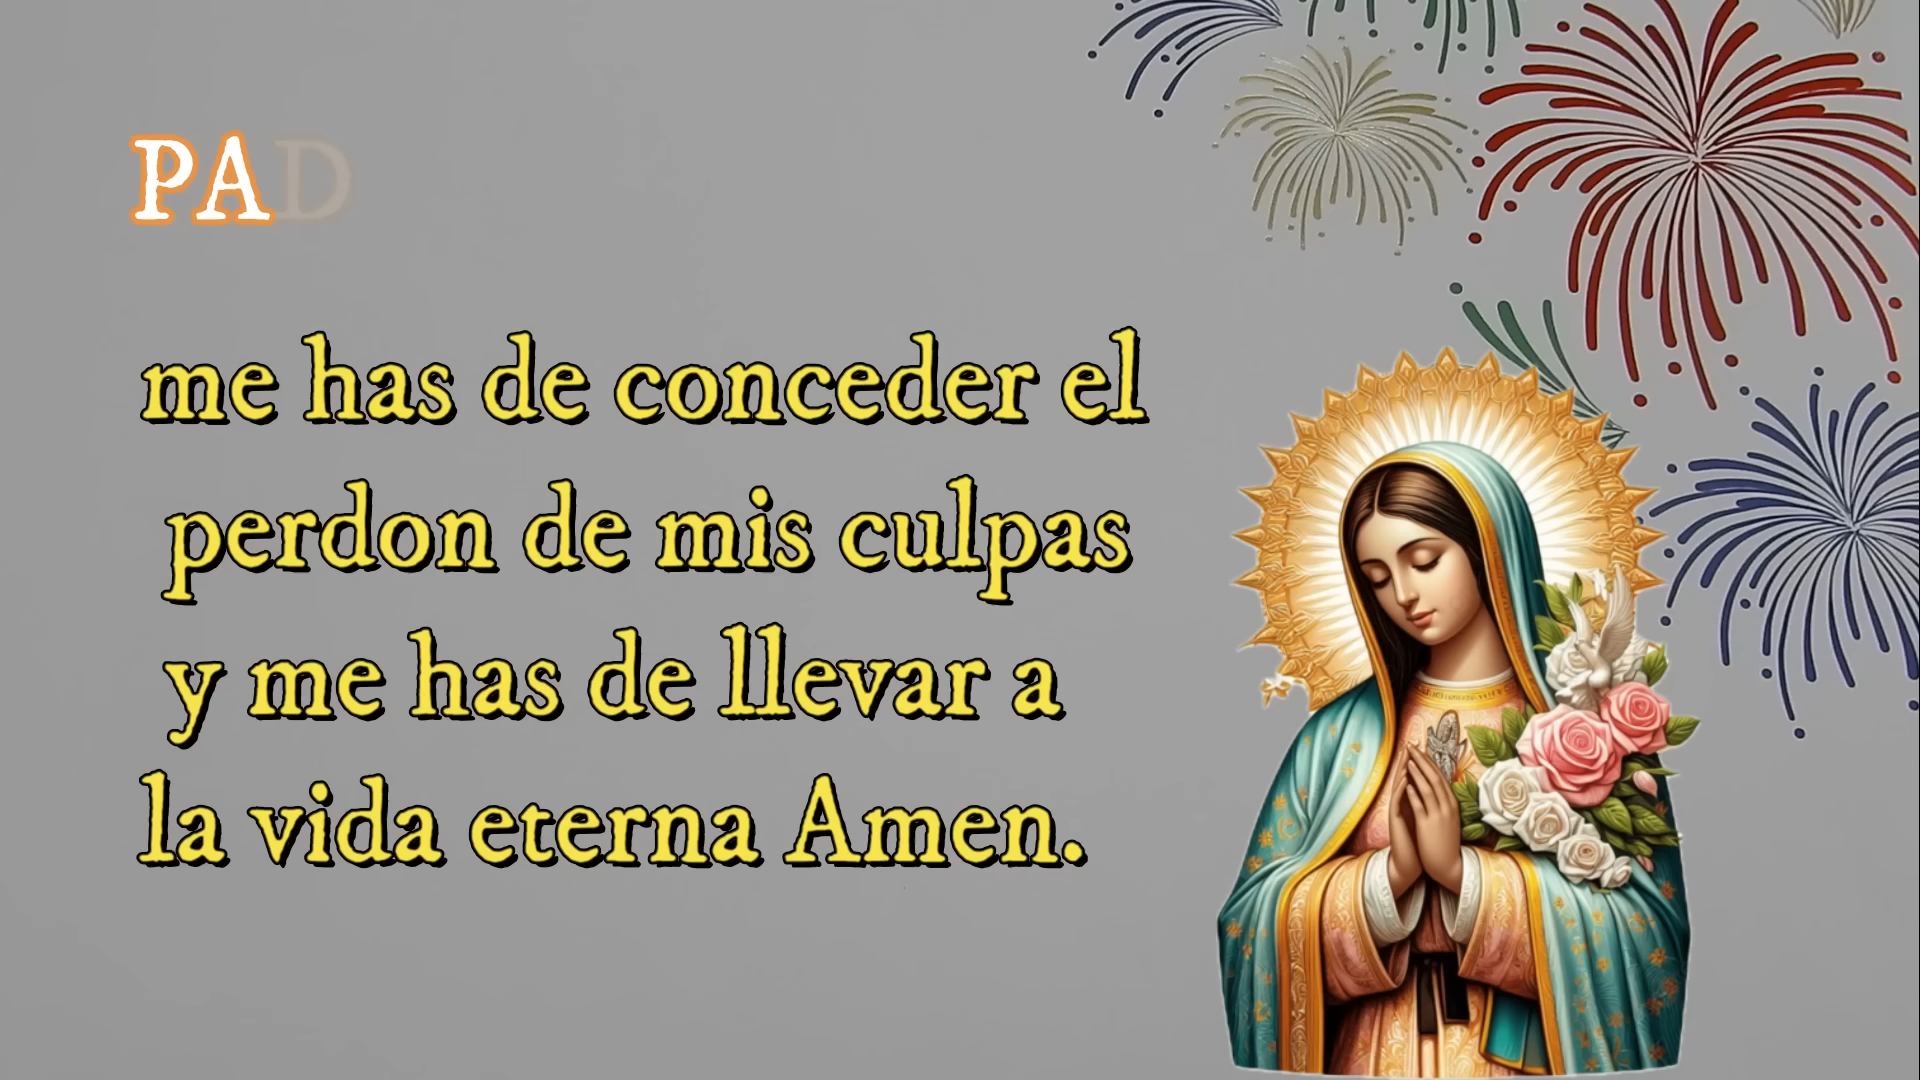 PAD
me has de conceder el
perdon de mis culpas
y me has de llevar a
la vida eterna Amen.